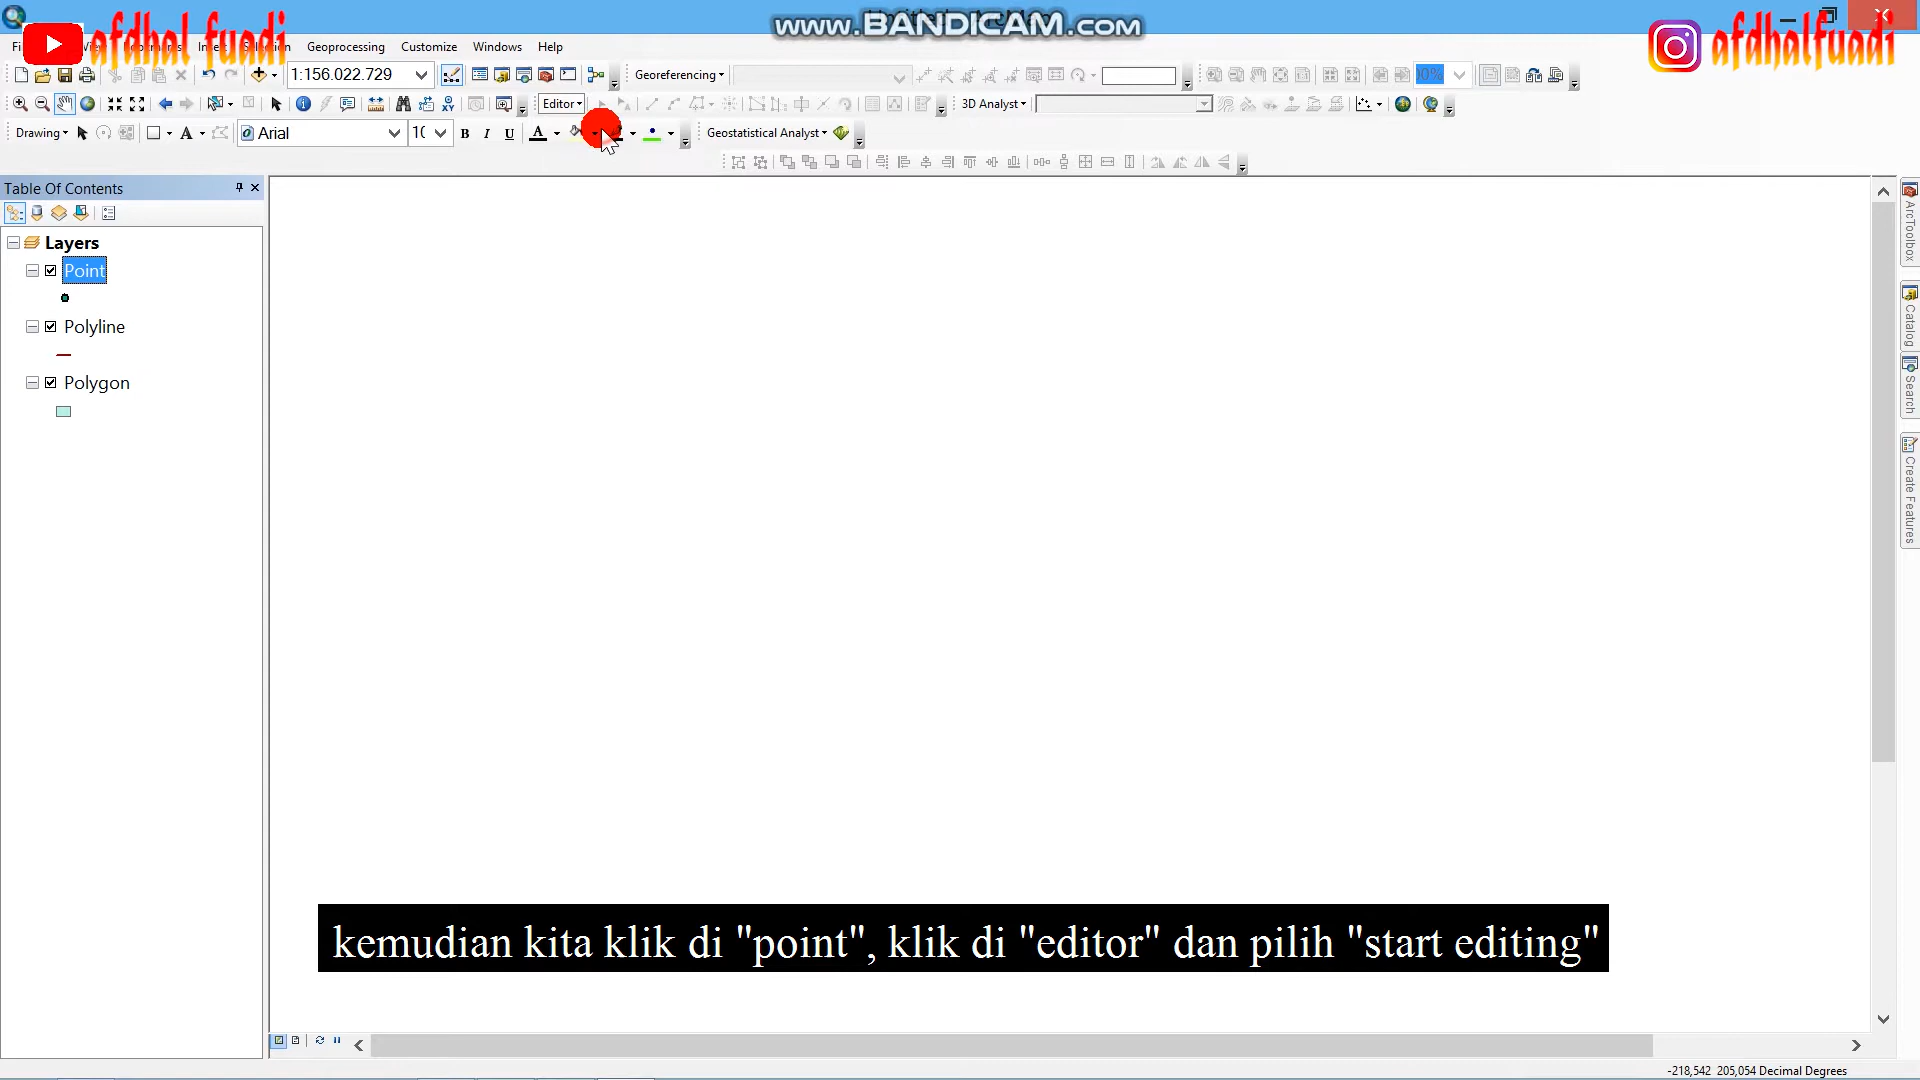 www.BANDICAM.com
afdhal fuadi
afdhalfuadi
Geoprocessing
Customize
Windows
Help
1:156.022.729
Georeferencing
Editor
3D Analyst
Drawing
A
Arial
10
B
I
U
A
Geostatistical Analyst
Table Of Contents
Layers
Point
Polyline
Polygon
ArcToolbox
Catalog
Search
Create Features
kemudian kita klik di "point", klik di "editor" dan pilih "start editing"
-218,542 205,054 Decimal Degrees